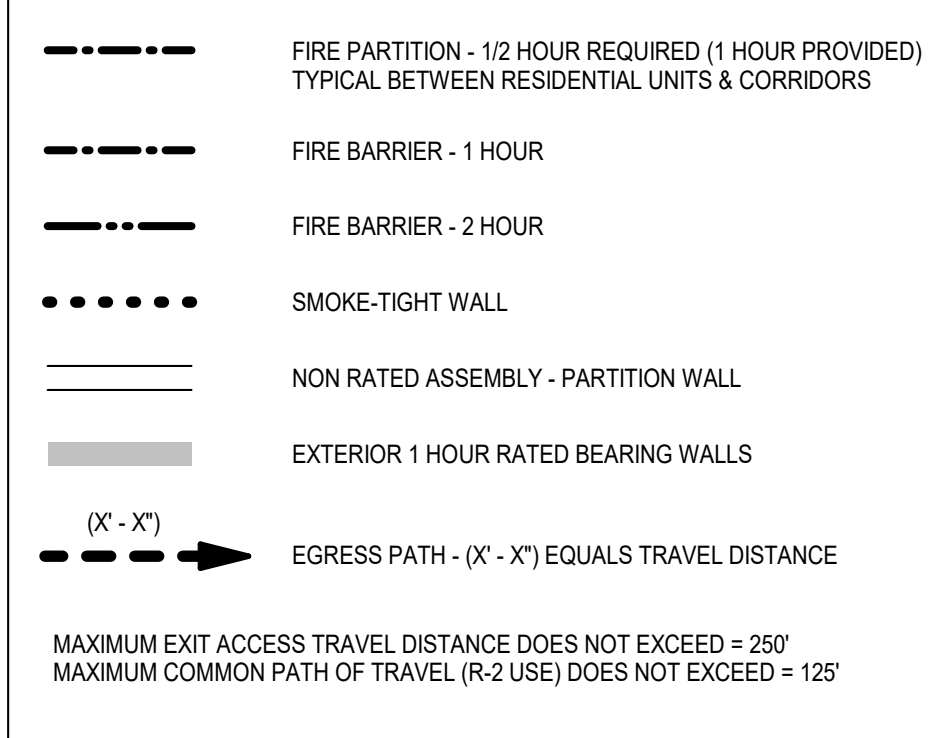 FIRE PARTITION - 1/2 HOUR REQUIRED (1 HOUR PROVIDED)
TYPICAL BETWEEN RESIDENTIAL UNITS & CORRIDORS
FIRE BARRIER - 1 HOUR
FIRE BARRIER - 2 HOUR
SMOKE-TIGHT WALL
NON RATED ASSEMBLY - PARTITION WALL
EXTERIOR 1 HOUR RATED BEARING WALLS
(X' - X")
EGRESS PATH - (X' - X") EQUALS TRAVEL DISTANCE
MAXIMUM EXIT ACCESS TRAVEL DISTANCE DOES NOT EXCEED = 250'
MAXIMUM COMMON PATH OF TRAVEL (R-2 USE) DOES NOT EXCEED = 125'